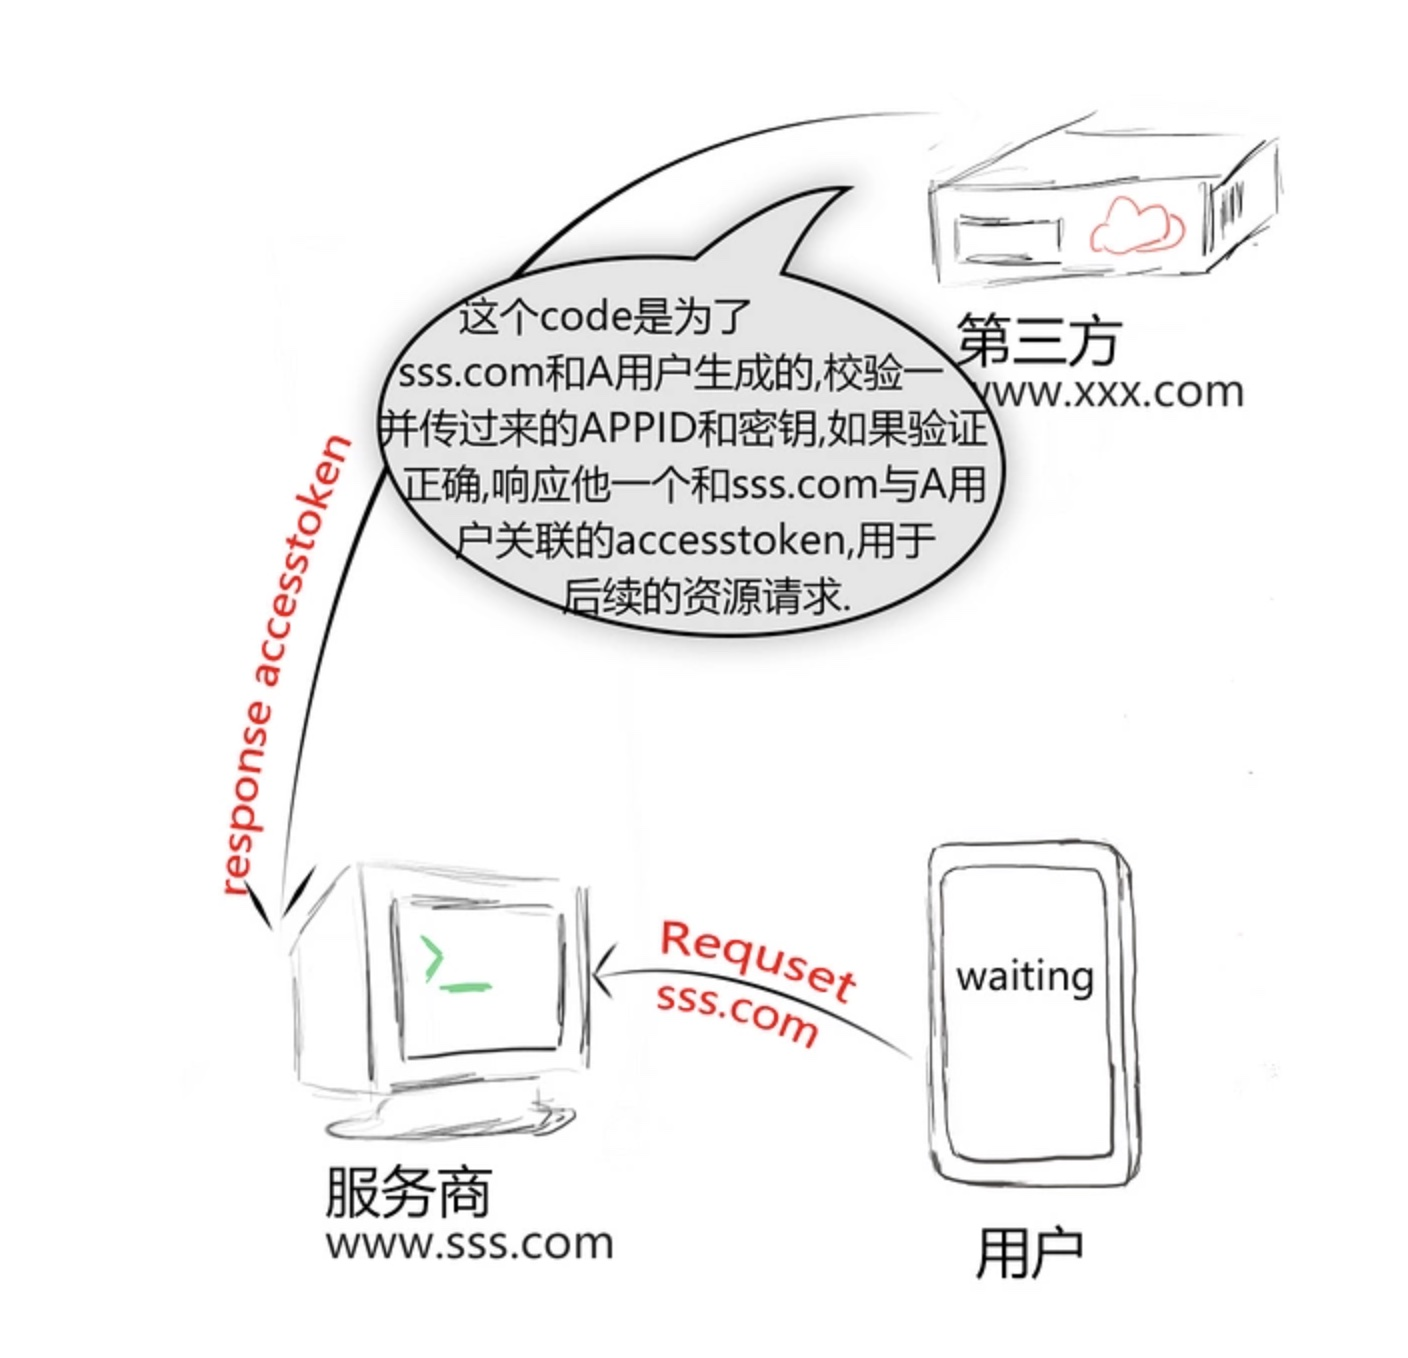 这个code是为了
sss.com和A用户生成的,校验一
并传过来的APPID和密钥,如果验证
正确,响应他一个和sss.com与A用
户关联的accesstoken,用于
后续的资源请求.
第三方
www.xxx.com
response accesstoken
Requset
sss.com
waiting
服务商
www.sss.com
用户